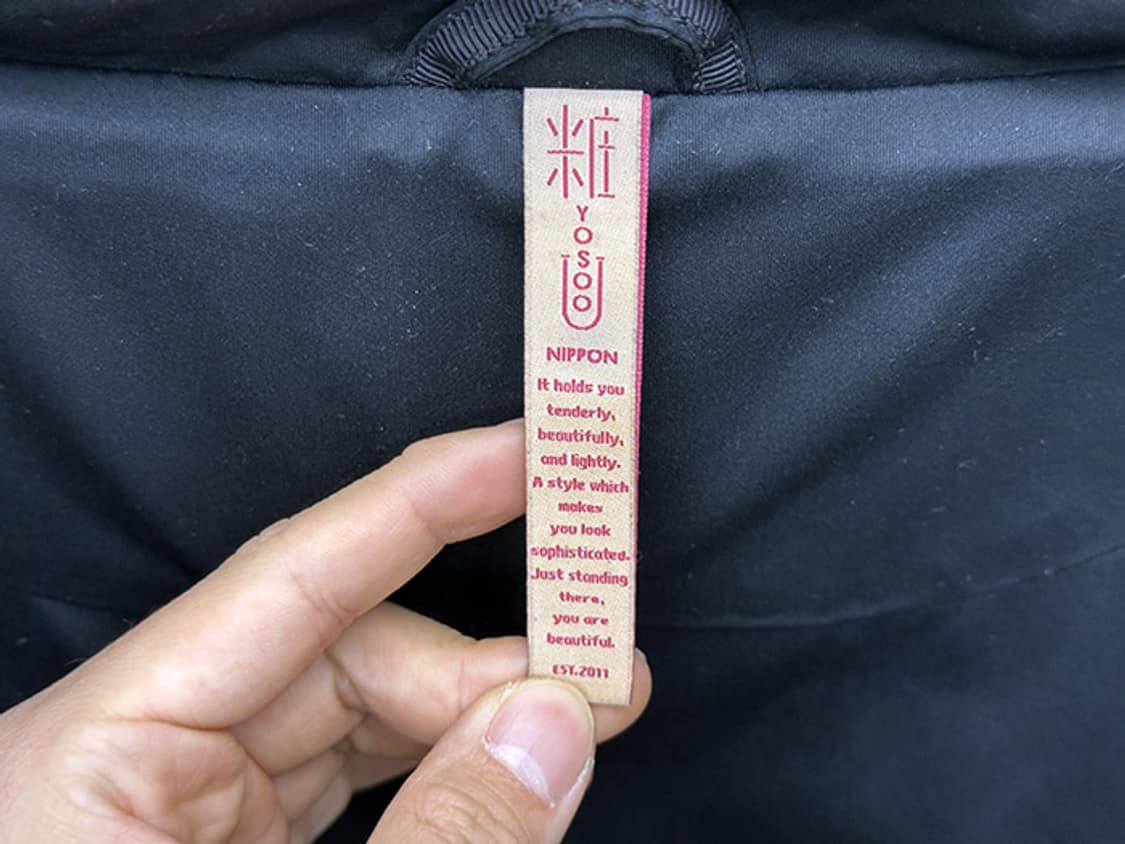 粧
YOSOO
NIPPON
It holds you
tenderly,
beautifully,
and lightly.
A style which
makes
you look
sophisticated.
Just standing
there,
you are
beautiful.
EST.2011